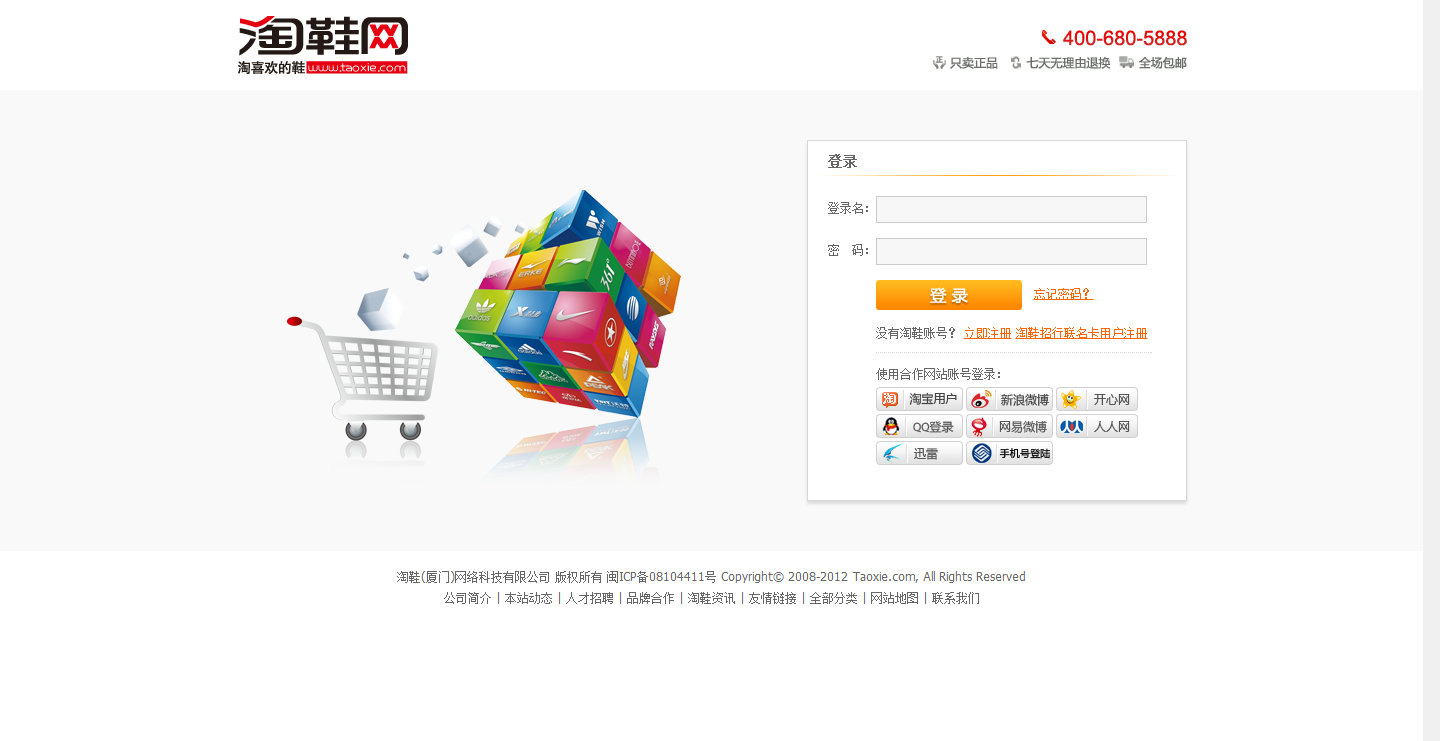 淘鞋网
淘喜欢的鞋 www.taoxie.com
400-680-5888
只卖正品 七天无理由退换 全场包邮
登录
登录名：
密 码：
登 录 忘记密码？
没有淘鞋账号？ 立即注册 淘鞋招行联名卡用户注册
使用合作网站账号登录：
淘 淘宝用户 新浪微博 开心网
QQ登录 网易微博 人人网
迅雷 手机号登陆
ERKE 361°
adidas
adidas
PEAK
HI-TEC
淘鞋(厦门)网络科技有限公司 版权所有 闽ICP备08104411号 Copyright© 2008-2012 Taoxie.com, All Rights Reserved
公司简介 | 本站动态 | 人才招聘 | 品牌合作 | 淘鞋资讯 | 友情链接 | 全部分类 | 网站地图 | 联系我们